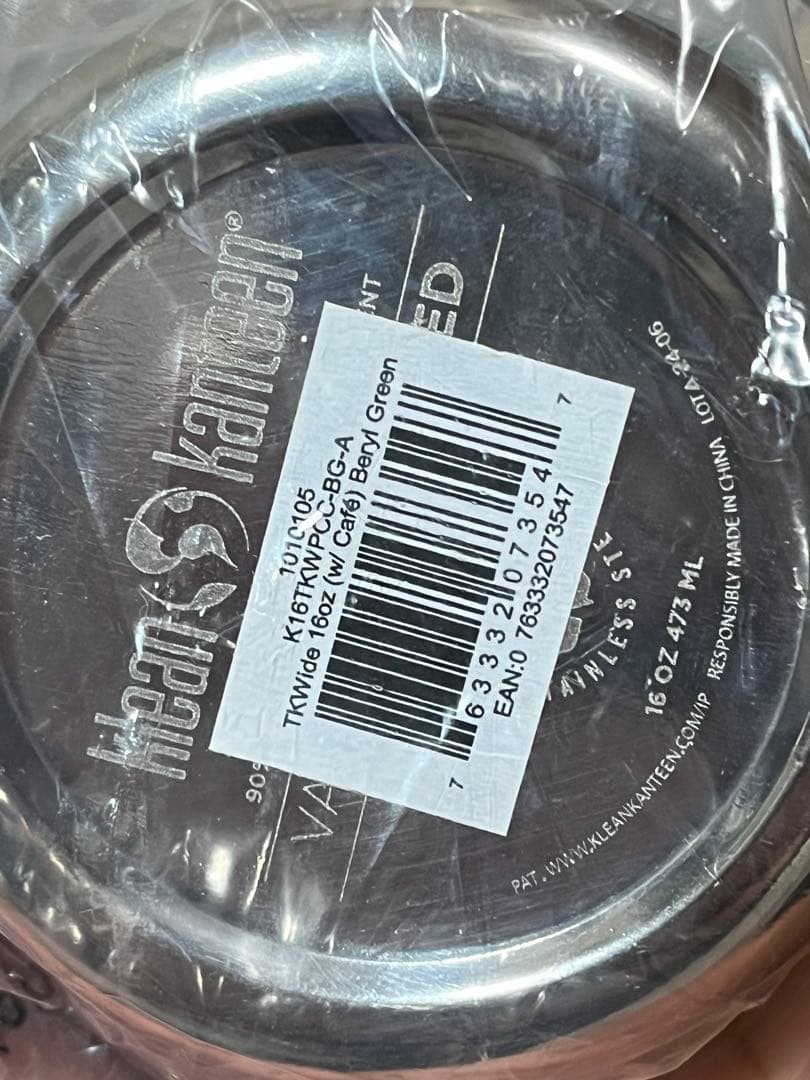 klean kanteen®
1010105
K16TKWPCC-BG-A
TKWide 16oz (w/ Café) Beryl Green
7 63332 07354 7
EAN:0 763332073547
16 OZ 473 ML
PAT. WWW.KLEANKANTEEN.COM/IP RESPONSIBLY MADE IN CHINA LOT A 24-06